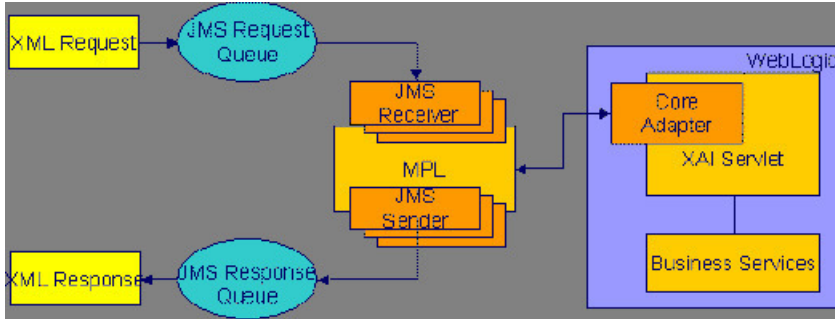 XML Request
JMS Request
Queue
WebLogic
JMS
Receiver
Core
Adapter
XAI Servlet
MPL
JMS
Sender
Business Services
XML Response
JMS Response
Queue